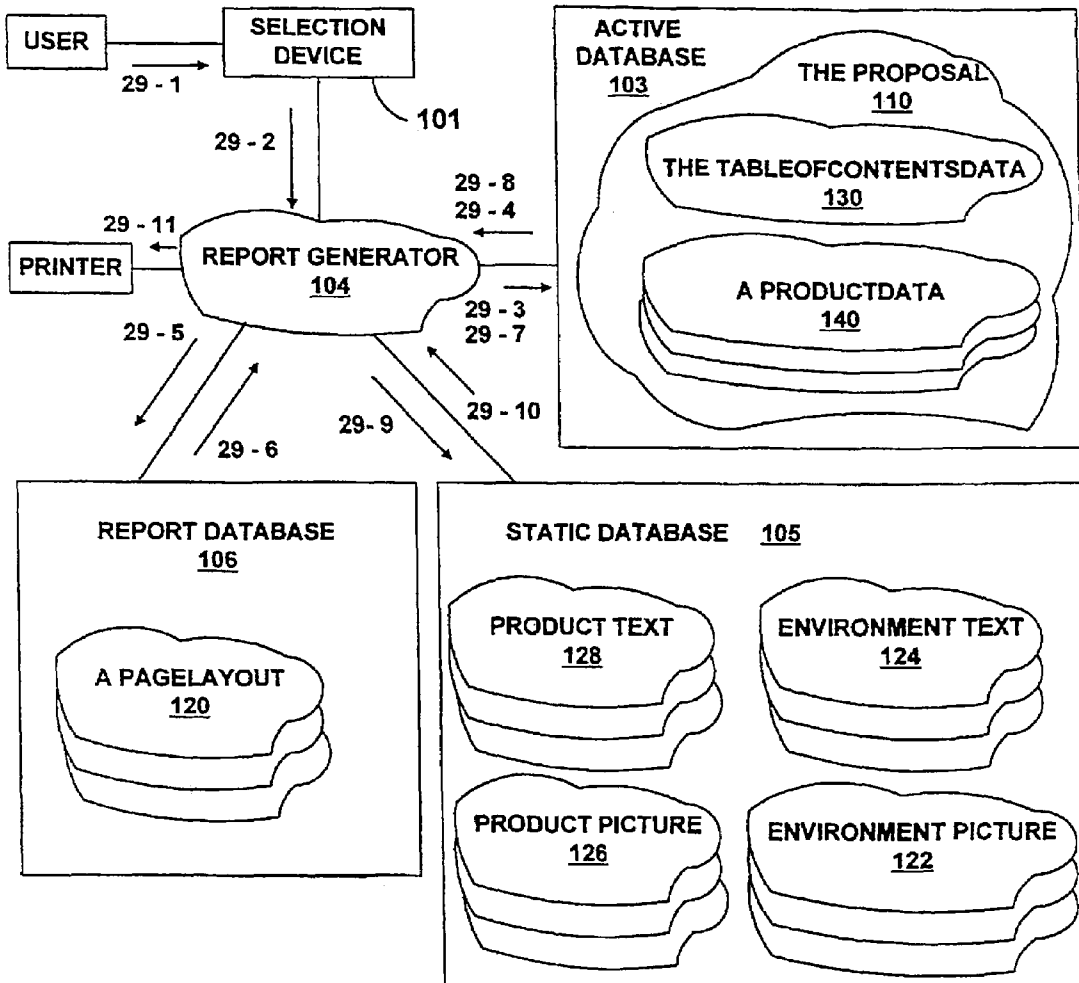 USER
SELECTION
DEVICE
29 - 1
101
29 - 2
ACTIVE
DATABASE
103
THE PROPOSAL
110
THE TABLEOFCONTENTSDATA
130
A PRODUCTDATA
140
29 - 8
29 - 4
29 - 11
PRINTER
REPORT GENERATOR
104
29 - 3
29 - 7
29 - 5
29 - 6
29- 9
29 - 10
REPORT DATABASE
106
A PAGELAYOUT
120
STATIC DATABASE 105
PRODUCT TEXT
128
ENVIRONMENT TEXT
124
PRODUCT PICTURE
126
ENVIRONMENT PICTURE
122